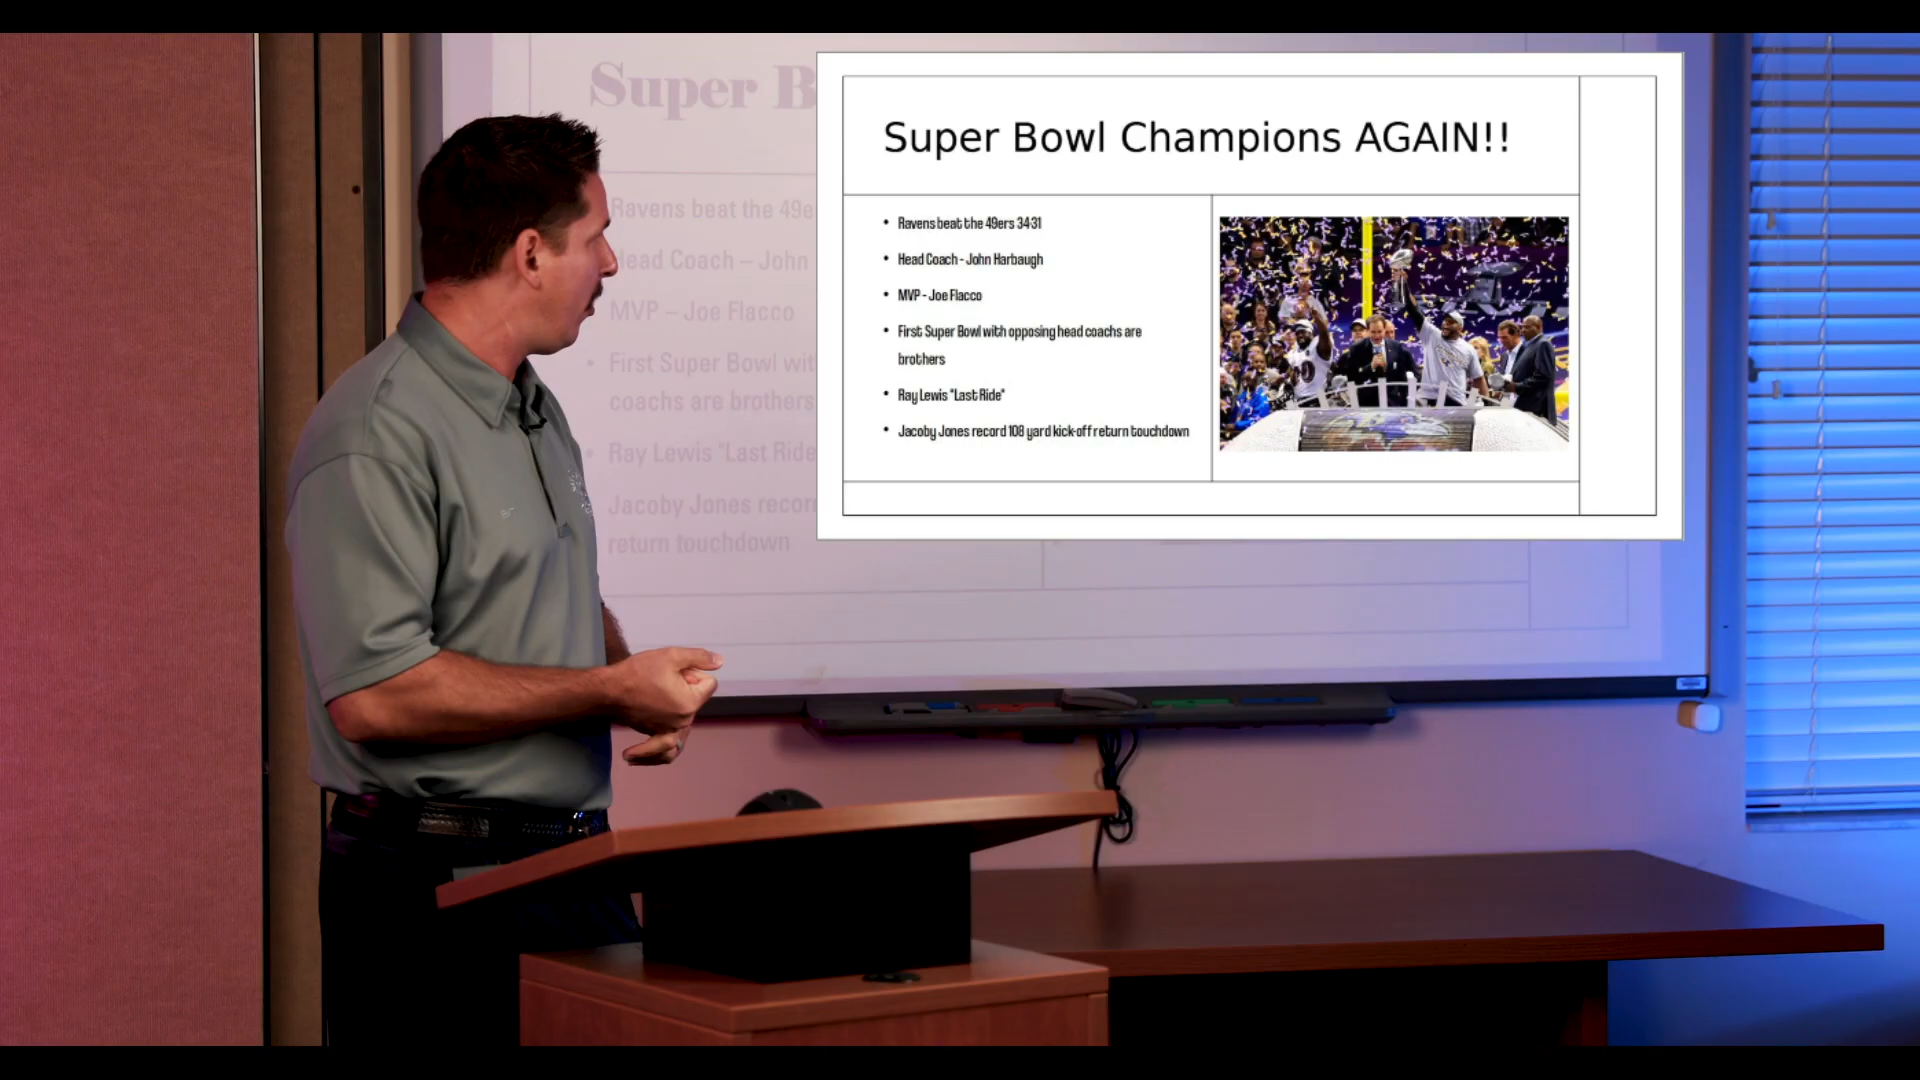 Super B
Ravens beat the 49e
Head Coach – John
MVP – Joe Flacco
• First Super Bowl wit
coachs are brothers
• Ray Lewis "Last Ride
Jacoby Jones recor
return touchdown
Super Bowl Champions AGAIN!!
• Ravens beat the 49ers 34-31
• Head Coach - John Harbaugh
• MVP - Joe Flacco
• First Super Bowl with opposing head coachs are
brothers
• Ray Lewis "Last Ride"
• Jacoby Jones record 108 yard kick-off return touchdown